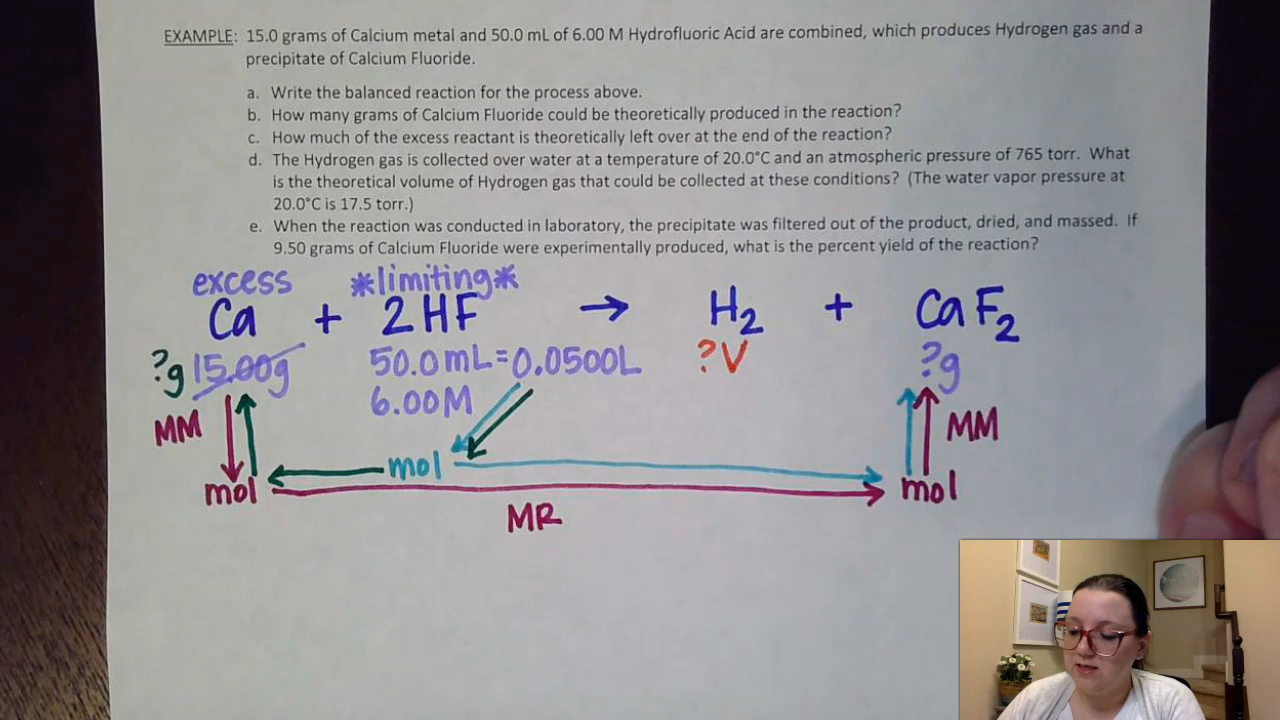 EXAMPLE: 15.0 grams of Calcium metal and 50.0 mL of 6.00 M Hydrofluoric Acid are combined, which produces Hydrogen gas and a
precipitate of Calcium Fluoride.
a. Write the balanced reaction for the process above.
b. How many grams of Calcium Fluoride could be theoretically produced in the reaction?
c. How much of the excess reactant is theoretically left over at the end of the reaction?
d. The Hydrogen gas is collected over water at a temperature of 20.0°C and an atmospheric pressure of 765 torr. What
is the theoretical volume of Hydrogen gas that could be collected at these conditions? (The water vapor pressure at
20.0°C is 17.5 torr.)
e. When the reaction was conducted in laboratory, the precipitate was filtered out of the product, dried, and massed. If
9.50 grams of Calcium Fluoride were experimentally produced, what is the percent yield of the reaction?
excess *limiting*
Ca + 2HF → H₂ + CaF₂
?g 15.00g 50.0mL=0.0500L ?V ?g
6.00M
MM MM
mol mol mol
MR